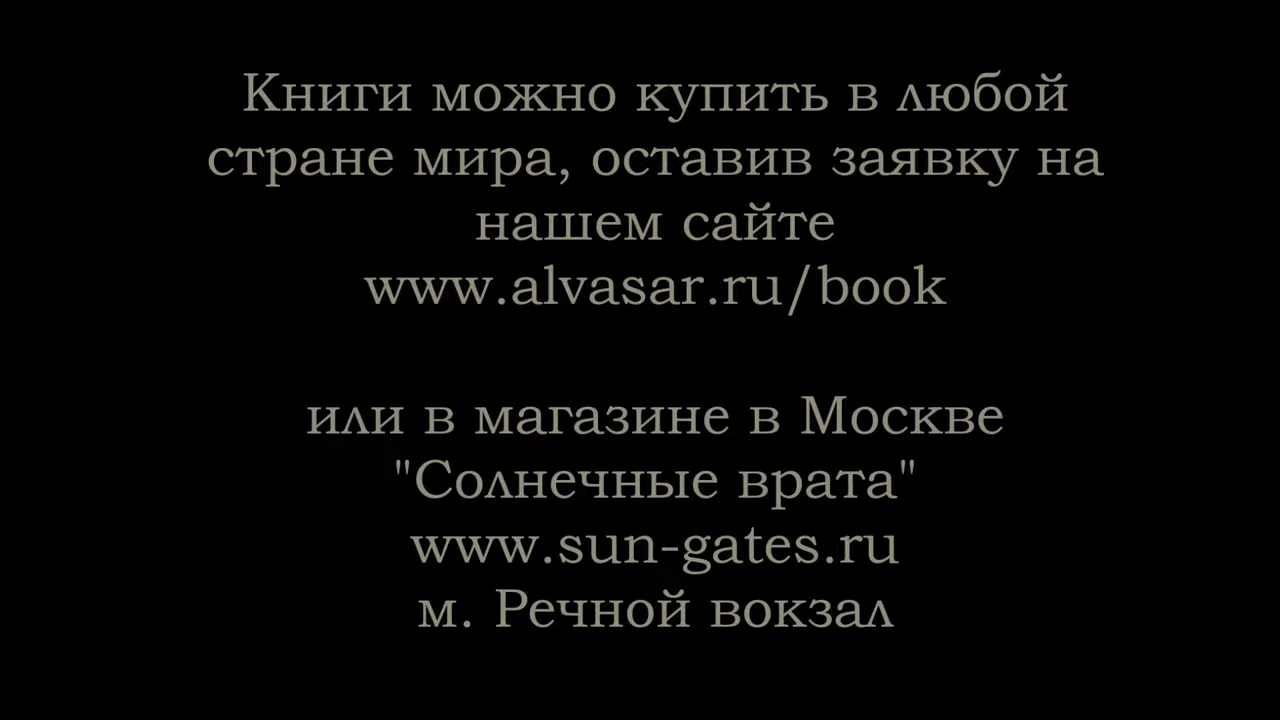 Книги можно купить в любой
стране мира, оставив заявку на
нашем сайте
www.alvasar.ru/book
или в магазине в Москве
"Солнечные врата"
www.sun-gates.ru
м. Речной вокзал